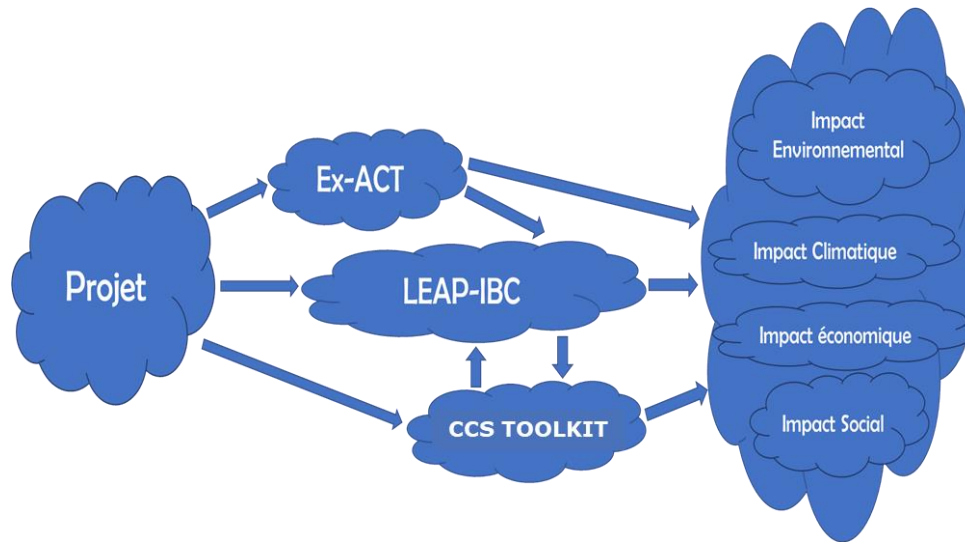 Projet
Ex-ACT
LEAP-IBC
CCS TOOLKIT
Impact
Environnemental
Impact Climatique
Impact économique
Impact Social